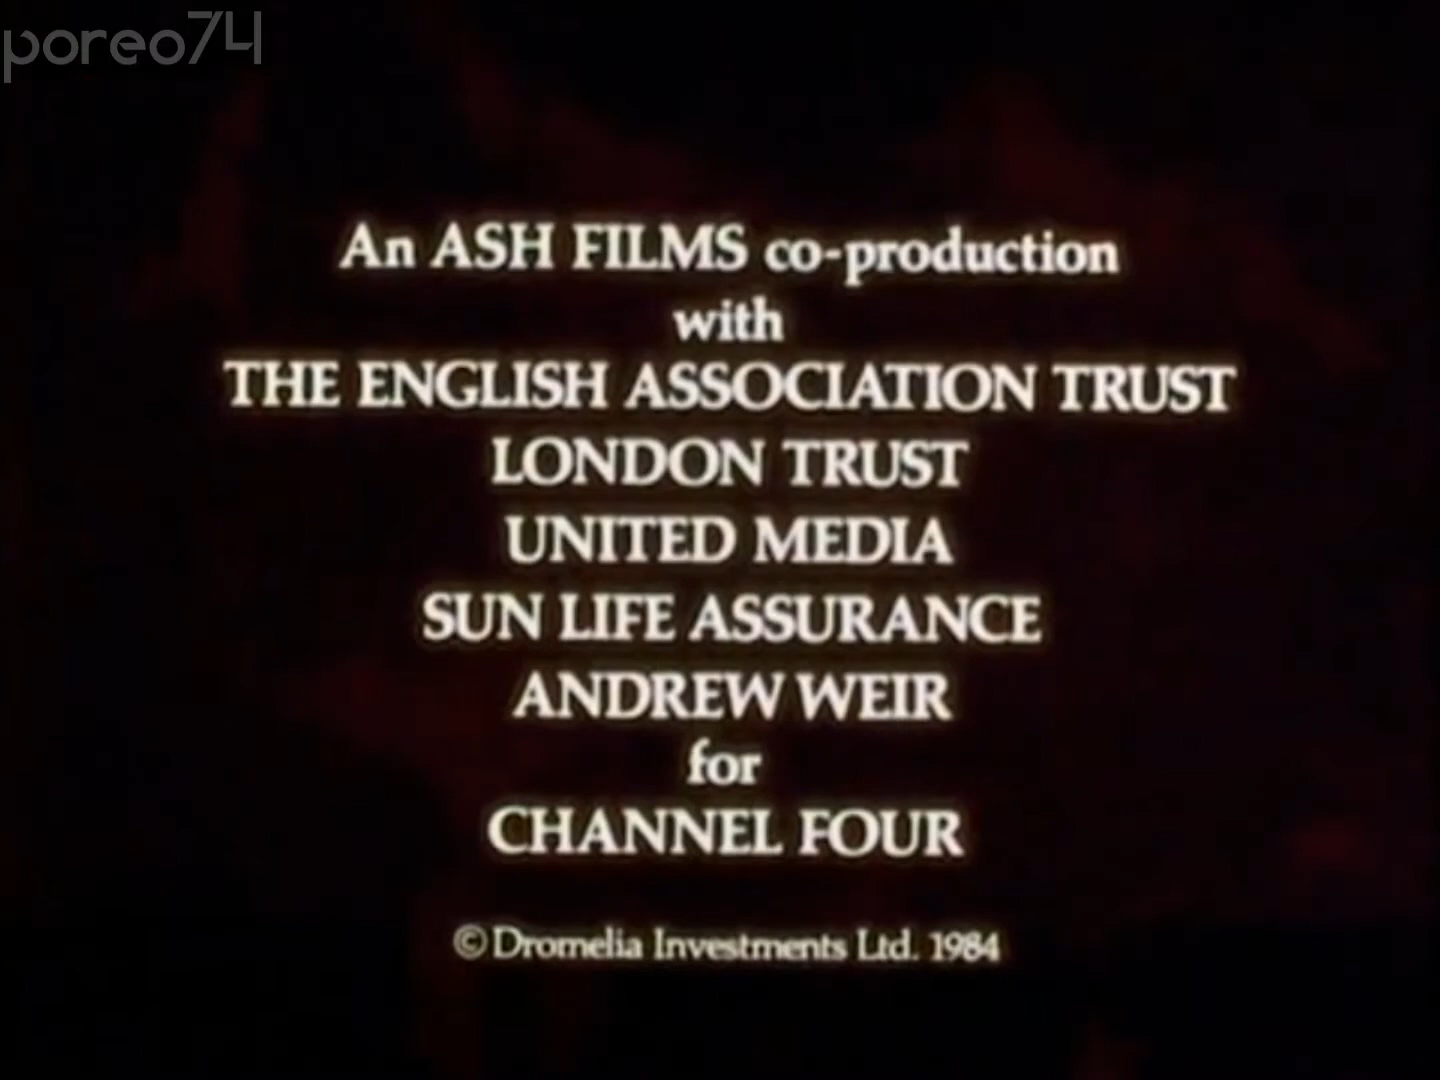 poreo74
An ASH FILMS co-production
with
THE ENGLISH ASSOCIATION TRUST
LONDON TRUST
UNITED MEDIA
SUN LIFE ASSURANCE
ANDREW WEIR
for
CHANNEL FOUR
© Dromelia Investments Ltd. 1984